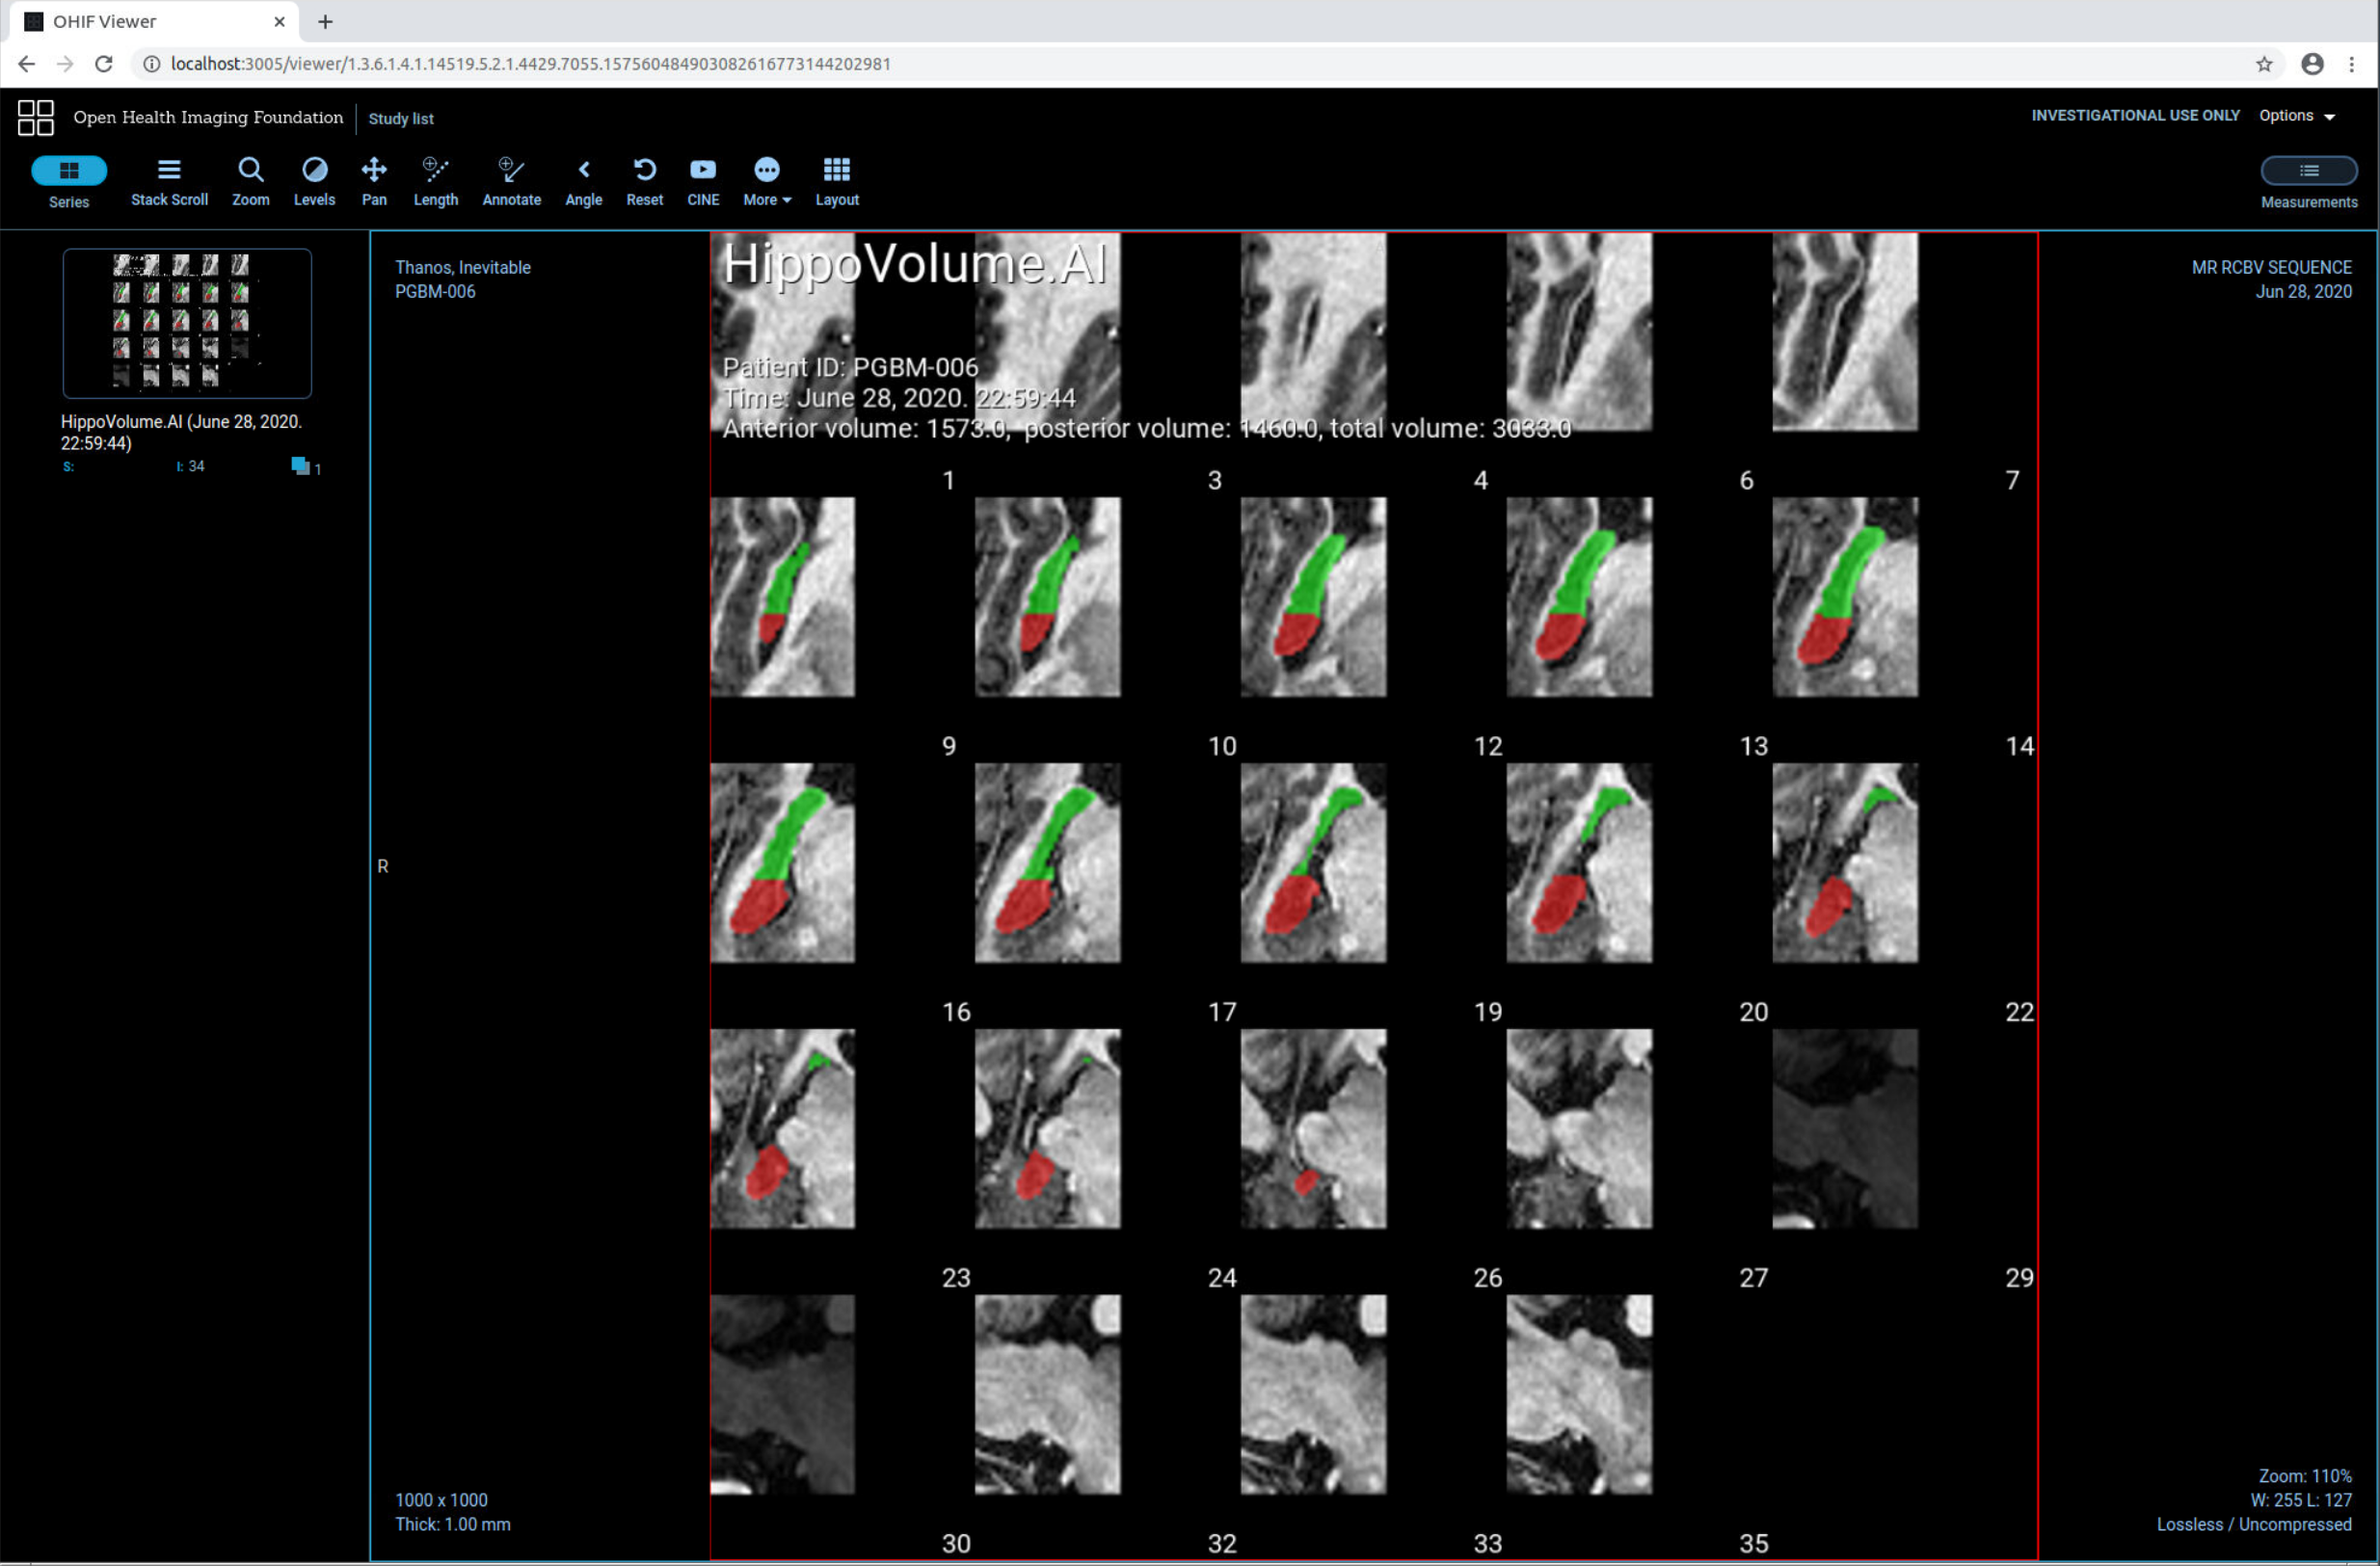 OHIF Viewer
localhost:3005/viewer/1.3.6.1.4.1.14519.5.2.1.4429.7055.157560484903082616773144202981
Open Health Imaging Foundation
Study list
INVESTIGATIONAL USE ONLY
Options
Series
Stack Scroll
Zoom
Levels
Pan
Length
Annotate
Angle
Reset
CINE
More
Layout
Measurements
HippoVolume.AI (June 28, 2020.
22:59:44)
S:
I: 34
1
Thanos, Inevitable
PGBM-006
MR RCBV SEQUENCE
Jun 28, 2020
HippoVolume.AI
Patient ID: PGBM-006
Time: June 28, 2020. 22:59:44
Anterior volume: 1573.0, posterior volume: 1460.0, total volume: 3033.0
1 3 4 6 7
9 10 12 13 14
R
16 17 19 20 22
23 24 26 27 29
30 32 33 35
1000 x 1000
Thick: 1.00 mm
Zoom: 110%
W: 255 L: 127
Lossless / Uncompressed